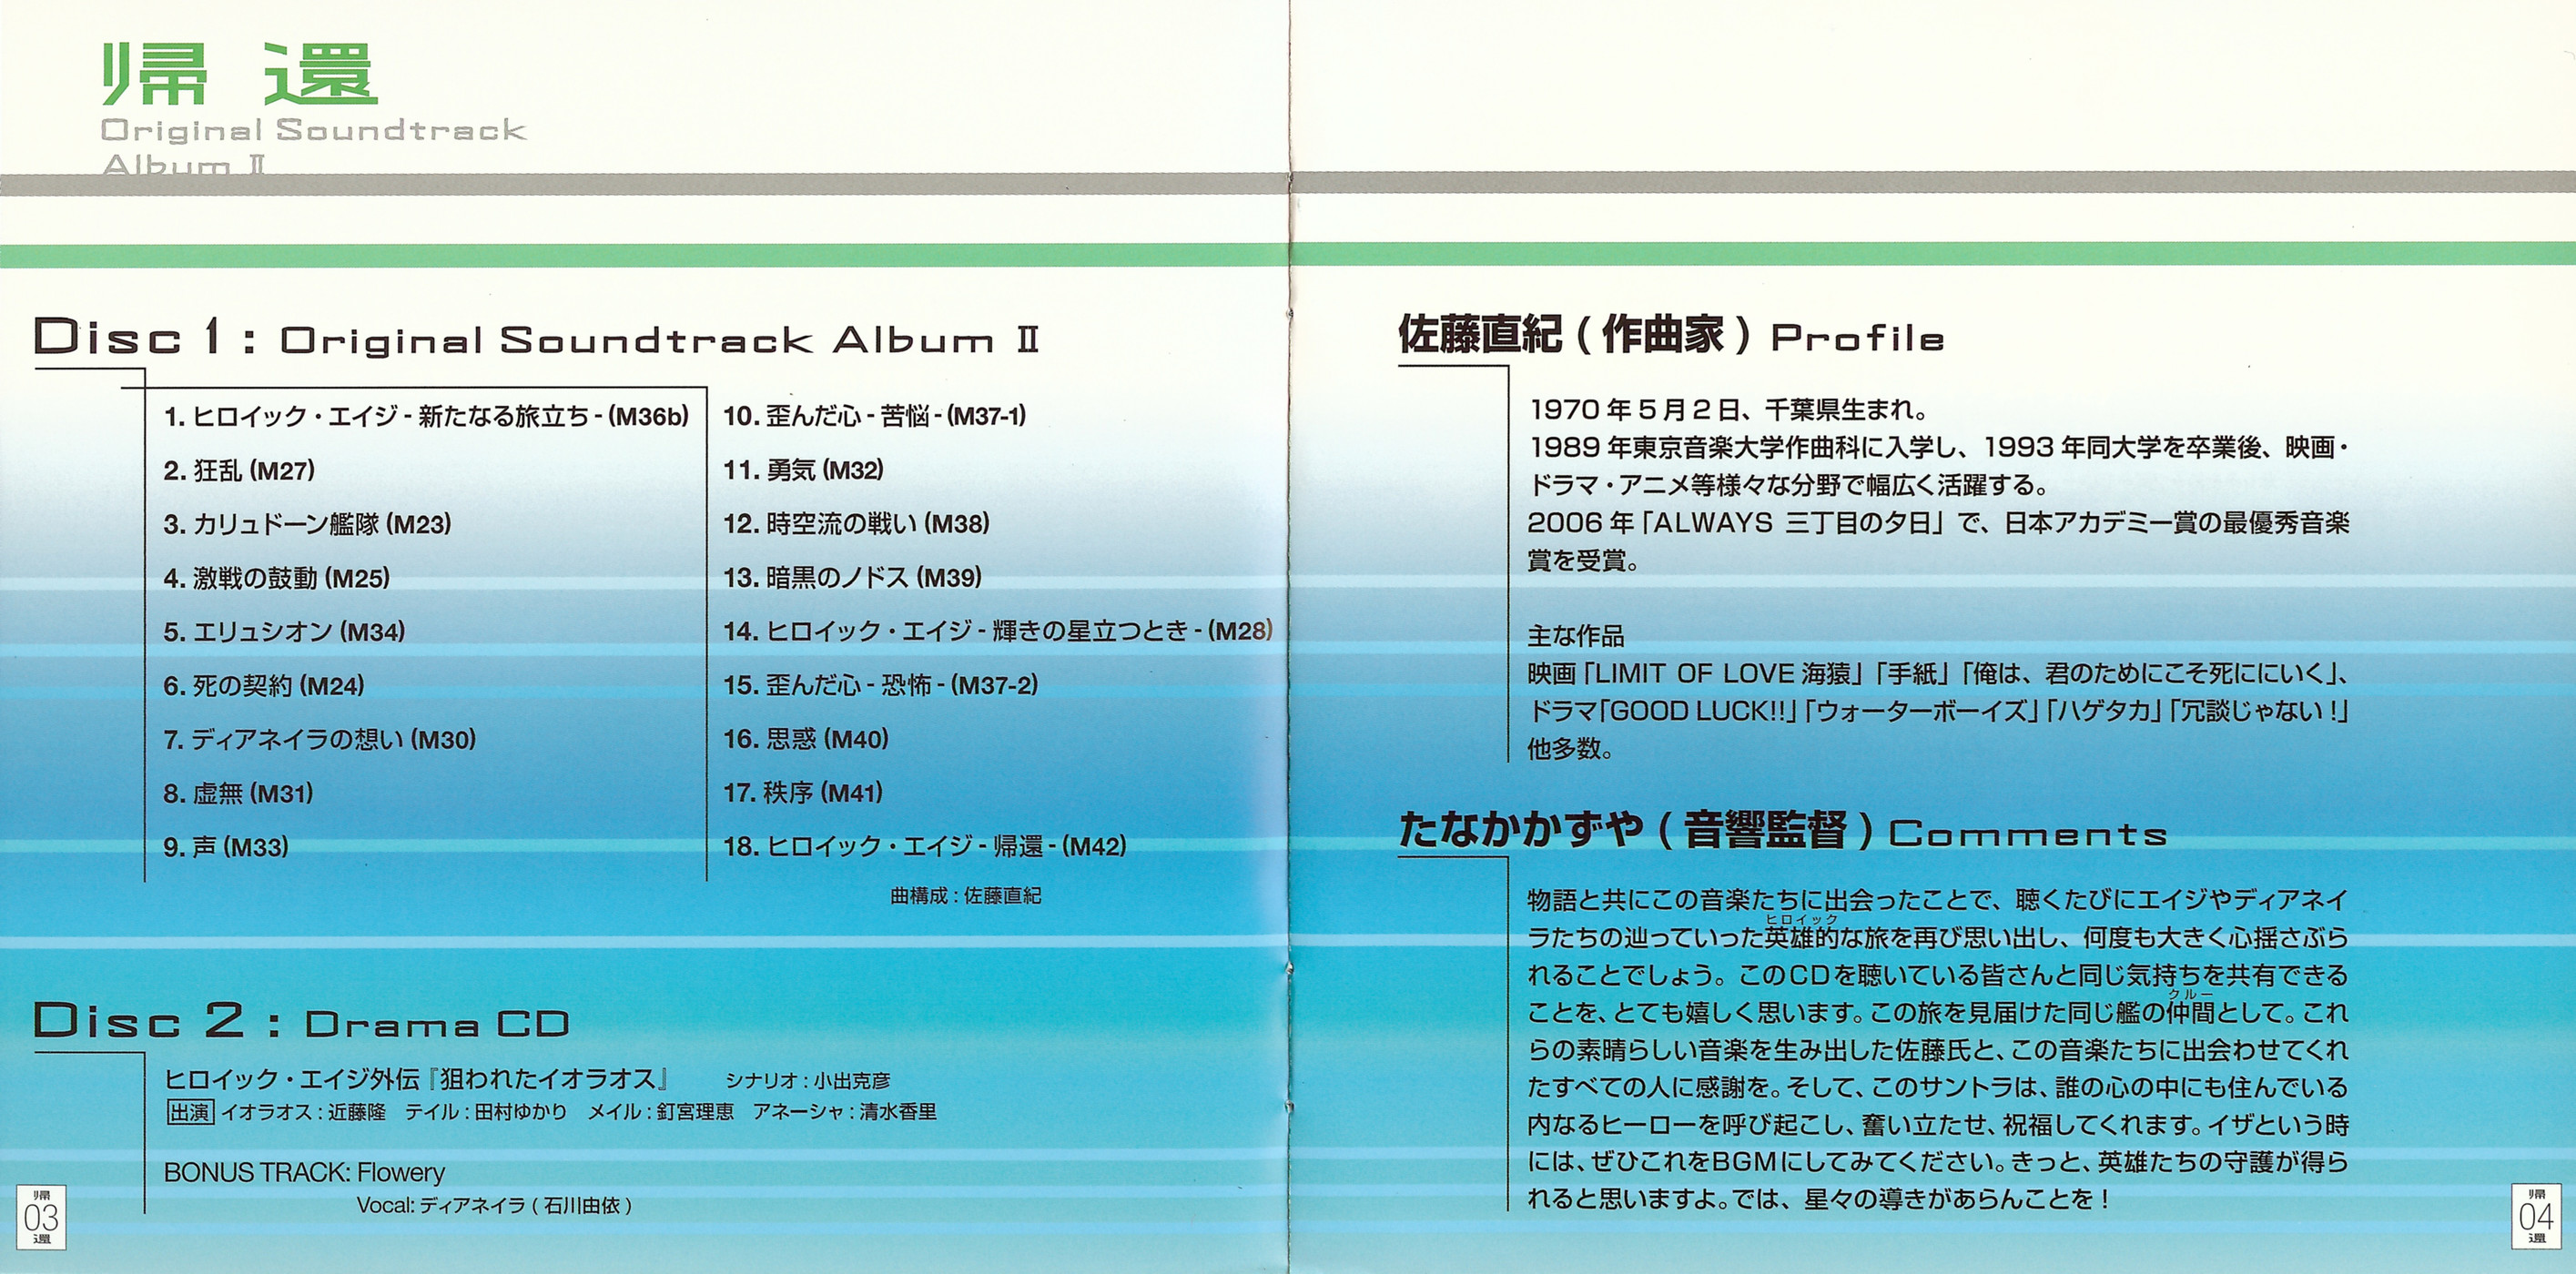 帰還
Original Soundtrack
Album Ⅱ
Disc 1 : Original Soundtrack Album Ⅱ
1. ヒロイック・エイジ - 新たなる旅立ち - (M36b)
2. 狂乱 (M27)
3. カリュドーン艦隊 (M23)
4. 激戦の鼓動 (M25)
5. エリュシオン (M34)
6. 死の契約 (M24)
7. ディアネイラの想い (M30)
8. 虚無 (M31)
9. 声 (M33)
10. 歪んだ心 - 苦悩 - (M37-1)
11. 勇気 (M32)
12. 時空流の戦い (M38)
13. 暗黒のノドス (M39)
14. ヒロイック・エイジ - 輝きの星立つとき - (M28)
15. 歪んだ心 - 恐怖 - (M37-2)
16. 思惑 (M40)
17. 秩序 (M41)
18. ヒロイック・エイジ - 帰還 - (M42)
曲構成 : 佐藤直紀
Disc 2 : Drama CD
ヒロイック・エイジ外伝『狙われたイオラオス』 シナリオ : 小出克彦
出演 イオラオス : 近藤隆 テイル : 田村ゆかり メイル : 釘宮理恵 アネーシャ : 清水香里
BONUS TRACK: Flowery
Vocal: ディアネイラ ( 石川由依 )
帰
03
還
佐藤直紀 ( 作曲家 ) Profile
1970 年 5 月 2 日、千葉県生まれ。
1989 年東京音楽大学作曲科に入学し、1993 年同大学を卒業後、映画・
ドラマ・アニメ等様々な分野で幅広く活躍する。
2006 年「ALWAYS 三丁目の夕日」で、日本アカデミー賞の最優秀音楽
賞を受賞。
主な作品
映画「LIMIT OF LOVE 海猿」「手紙」「俺は、君のためにこそ死ににいく」、
ドラマ「GOOD LUCK!!」「ウォーターボーイズ」「ハゲタカ」「冗談じゃない !」
他多数。
たなかかずや ( 音響監督 ) Comments
物語と共にこの音楽たちに出会ったことで、聴くたびにエイジやディアネイ
ヒロイック
ラたちの辿っていった英雄的な旅を再び思い出し、何度も大きく心揺さぶら
れることでしょう。このCDを聴いている皆さんと同じ気持ちを共有できる
クルー
ことを、とても嬉しく思います。この旅を見届けた同じ艦の仲間として。これ
らの素晴らしい音楽を生み出した佐藤氏と、この音楽たちに出会わせてくれ
たすべての人に感謝を。そして、このサントラは、誰の心の中にも住んでいる
内なるヒーローを呼び起こし、奮い立たせ、祝福してくれます。イザという時
には、ぜひこれをBGMにしてみてください。きっと、英雄たちの守護が得ら
れると思いますよ。では、星々の導きがあらんことを！
帰
04
還